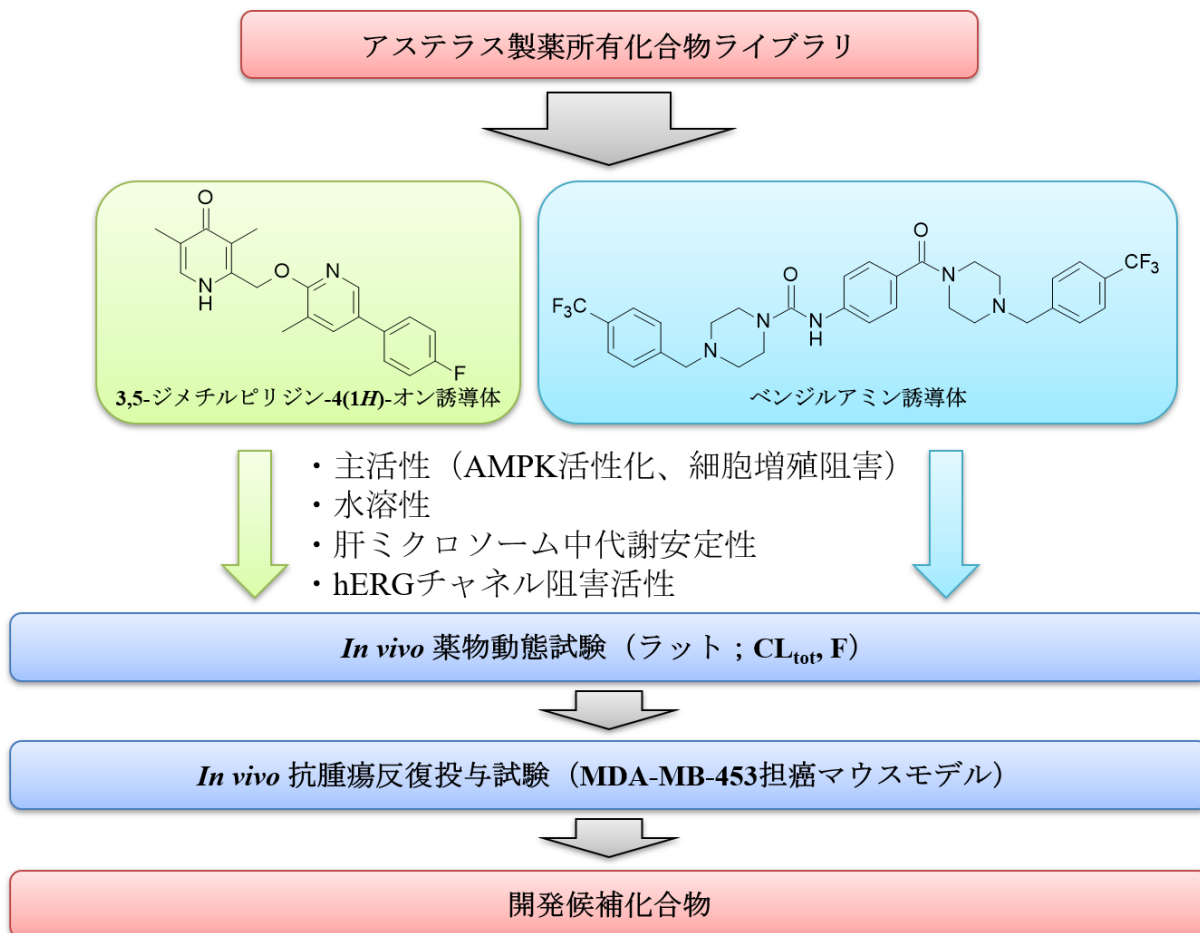 アステラス製薬所有化合物ライブラリ
O
N
H
O
N
F
3,5-ジメチルピリジン-4(1H)-オン誘導体
F₃C
N
N
O
N
H
O
N
N
CF₃
ベンジルアミン誘導体
・主活性（AMPK活性化、細胞増殖阻害）
・水溶性
・肝ミクロソーム中代謝安定性
・hERGチャネル阻害活性
In vivo 薬物動態試験（ラット；CLtot, F）
In vivo 抗腫瘍反復投与試験（MDA-MB-453担癌マウスモデル）
開発候補化合物